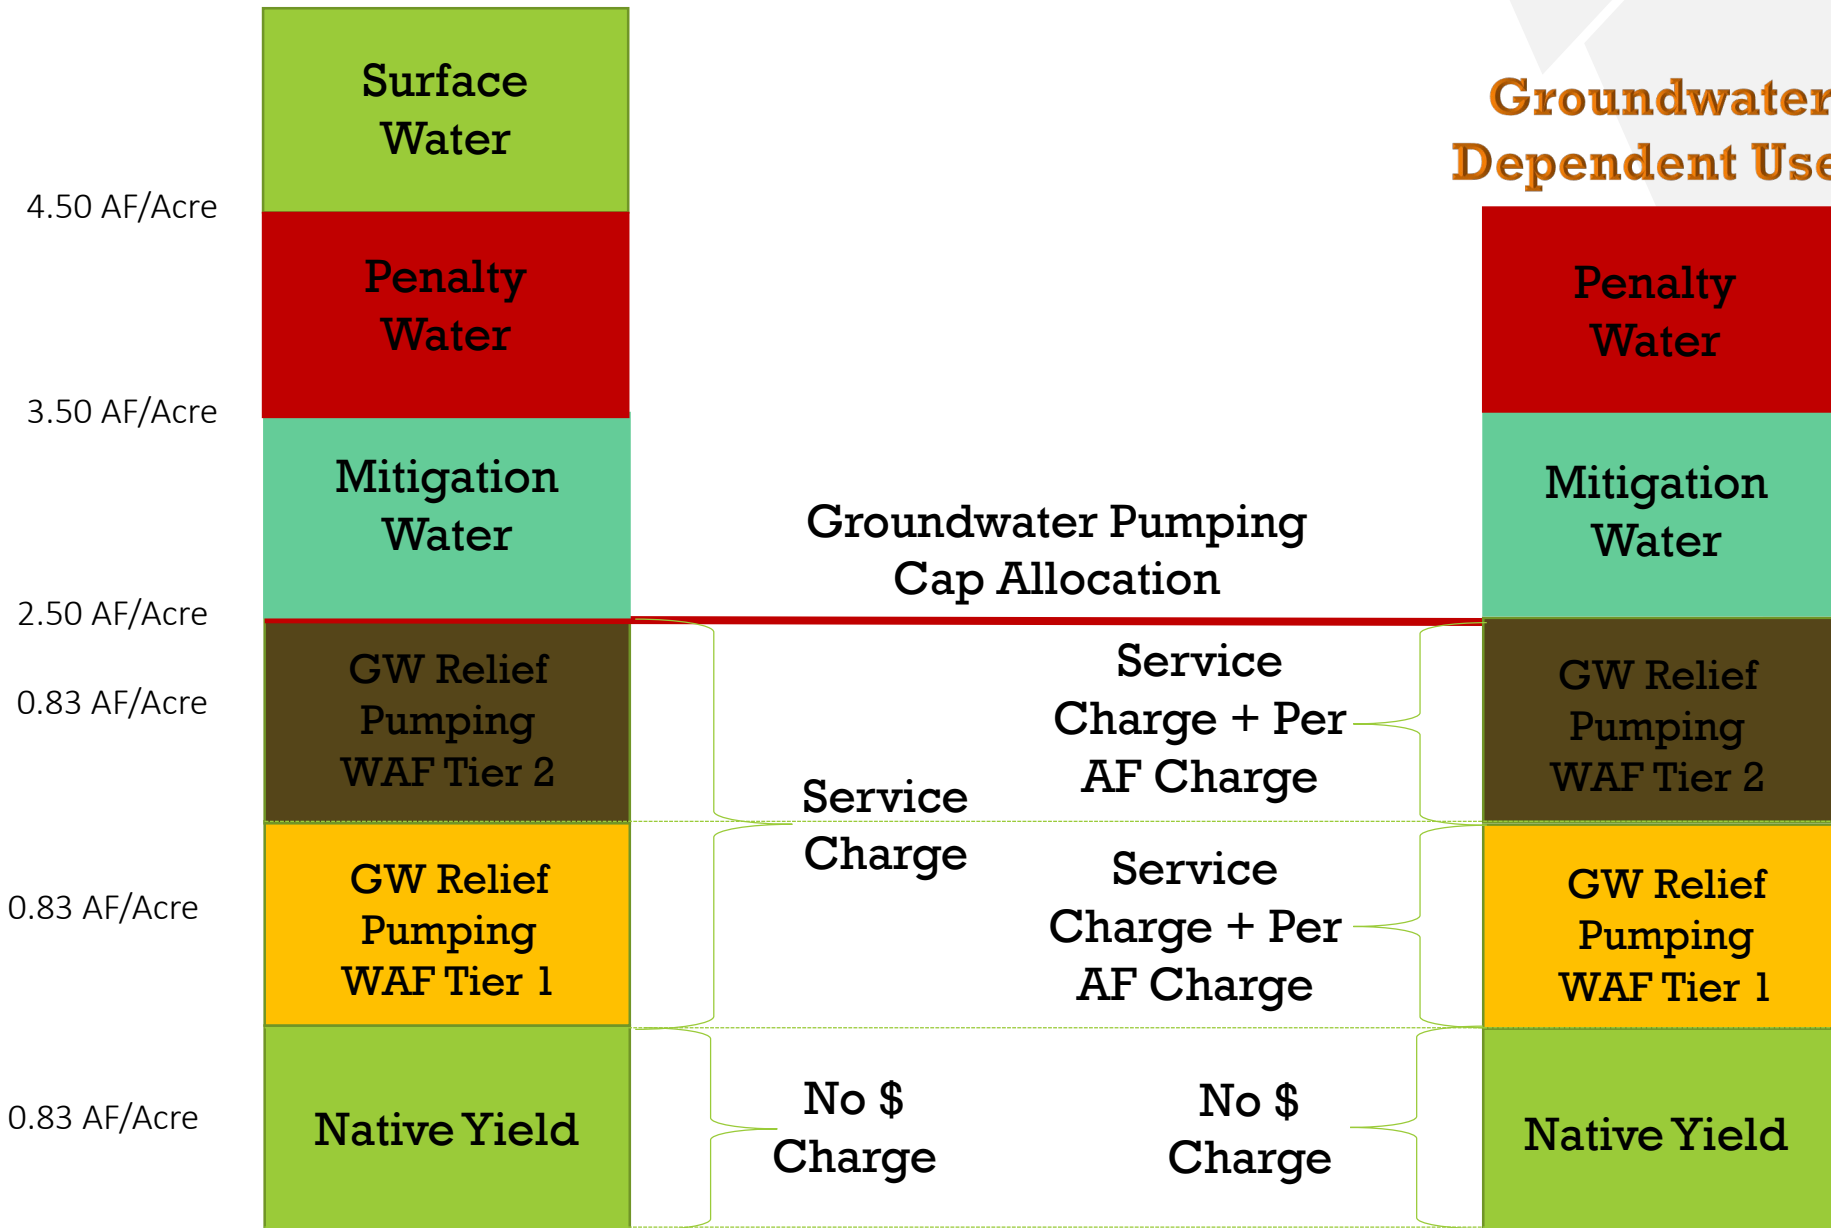 Surface
Water
4.50 AF/Acre
Penalty
Water
3.50 AF/Acre
Mitigation
Water
2.50 AF/Acre
GW Relief
Pumping
WAF Tier 2
0.83 AF/Acre
GW Relief
Pumping
WAF Tier 1
0.83 AF/Acre
Native Yield
0.83 AF/Acre
Groundwater Pumping
Cap Allocation
Service
Charge
No $
Charge
Service
Charge + Per
AF Charge
Service
Charge + Per
AF Charge
No $
Charge
Groundwater
Dependent Use
Penalty
Water
Mitigation
Water
GW Relief
Pumping
WAF Tier 2
GW Relief
Pumping
WAF Tier 1
Native Yield